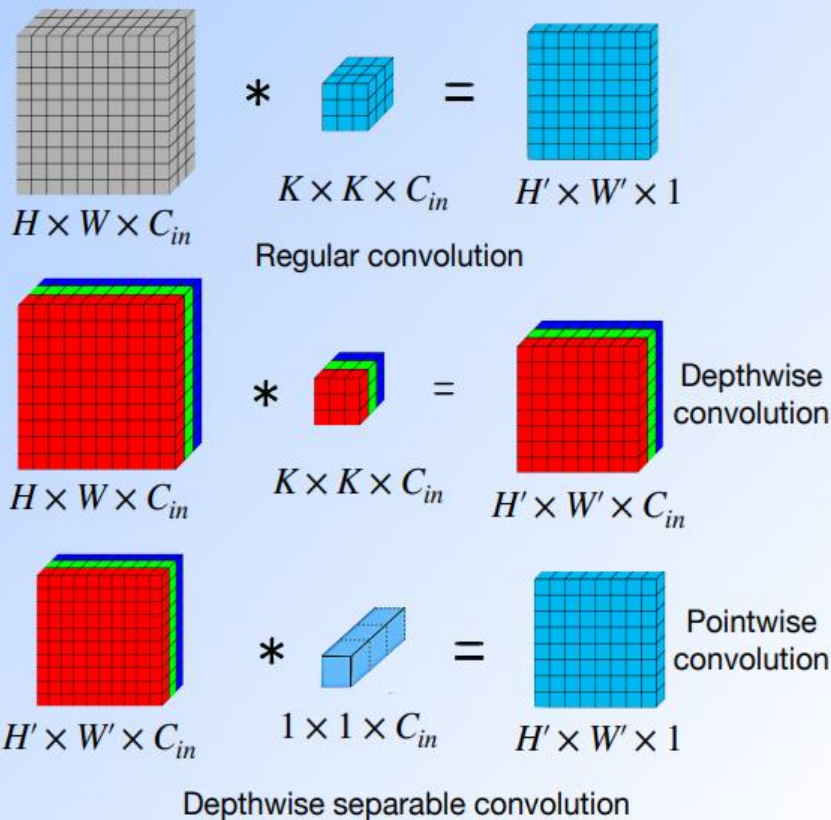 * =
H × W × C_in
K × K × C_in
H′ × W′ × 1
Regular convolution
* =
Depthwise
convolution
H × W × C_in
K × K × C_in
H′ × W′ × C_in
* =
Pointwise
convolution
H′ × W′ × C_in
1 × 1 × C_in
H′ × W′ × 1
Depthwise separable convolution